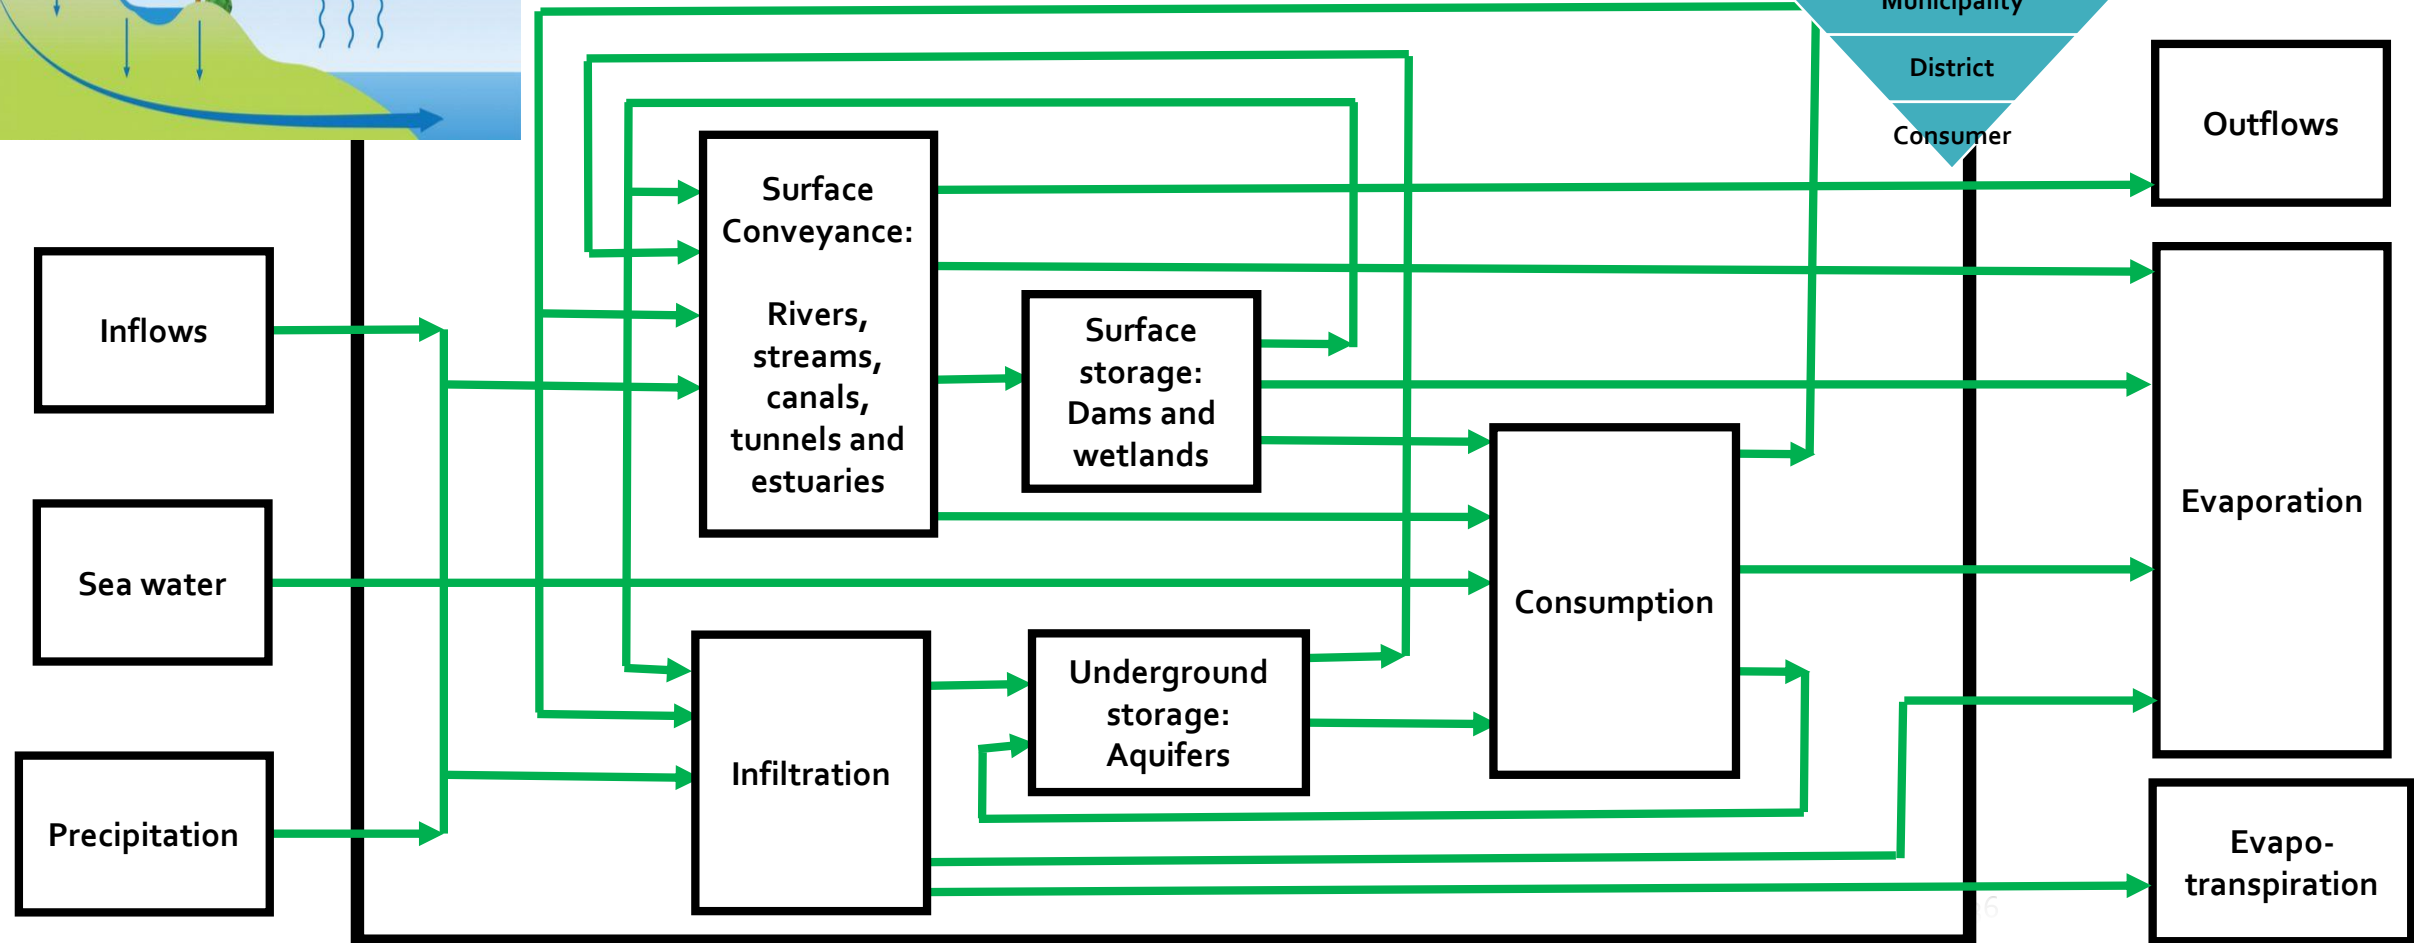 Municipality
District
Consumer
Outflows
Surface
Conveyance:
Rivers,
streams,
canals,
tunnels and
estuaries
Inflows
Surface
storage:
Dams and
wetlands
Evaporation
Sea water
Consumption
Underground
storage:
Aquifers
Infiltration
Precipitation
Evapo-
transpiration